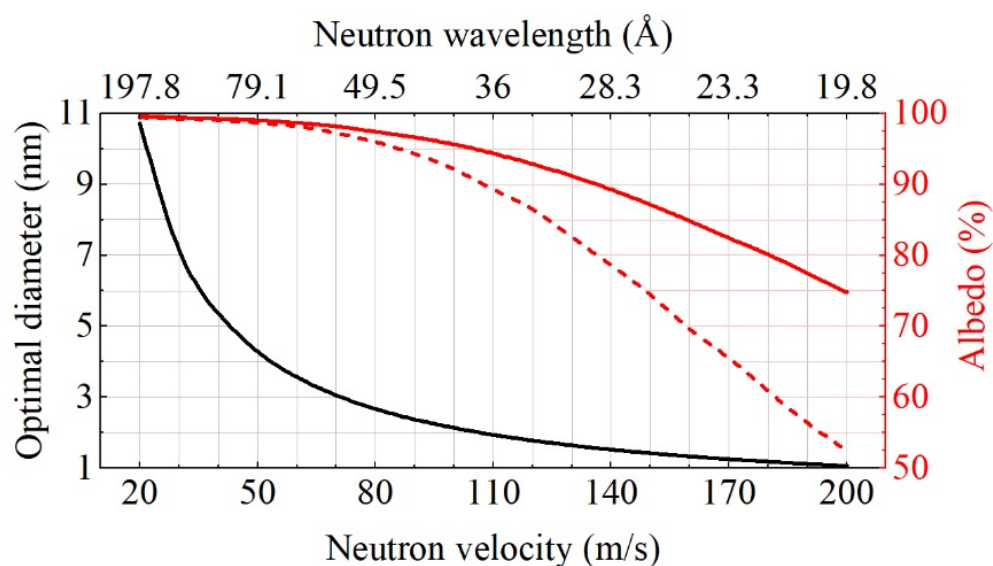 Neutron wavelength (Å)
197.8 79.1 49.5 36 28.3 23.3 19.8
Optimal diameter (nm)
11
9
7
5
3
1
100
90
80
70
60
50
Albedo (%)
20 50 80 110 140 170 200
Neutron velocity (m/s)